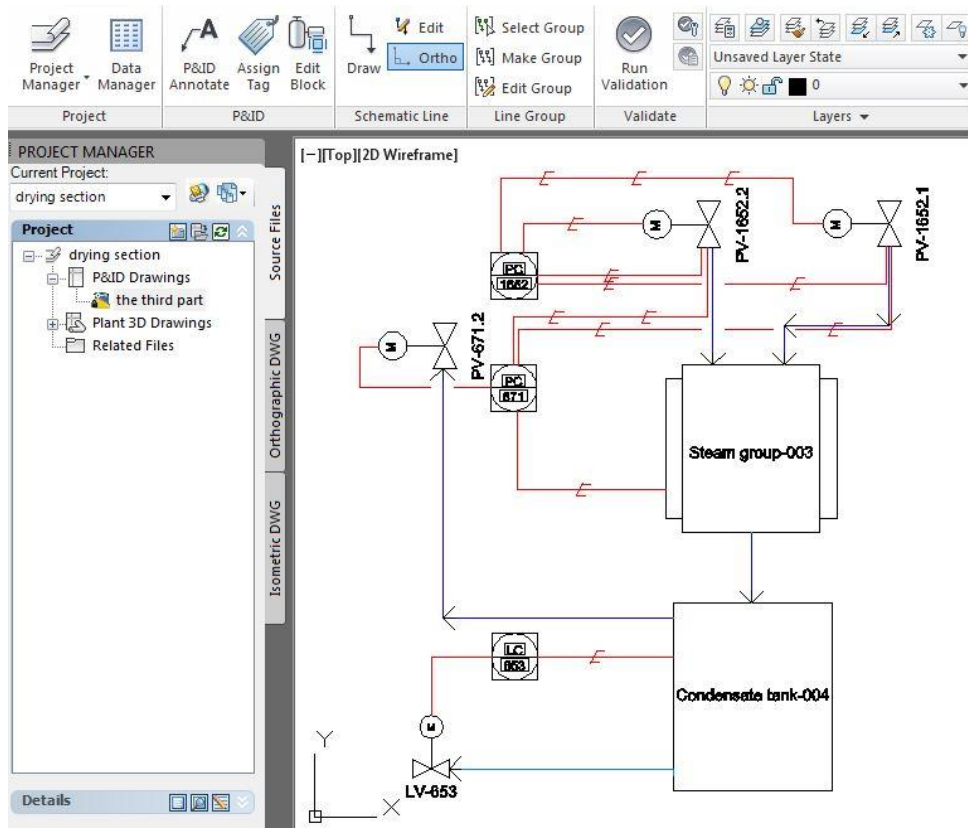 Project Manager
Data Manager
P&ID Annotate
Assign Tag
Edit Block
Draw
Edit
Ortho
Select Group
Make Group
Edit Group
Run Validation
Unsaved Layer State
0
Project
P&ID
Schematic Line
Line Group
Validate
Layers
PROJECT MANAGER
Current Project:
drying section
Project
drying section
P&ID Drawings
the third part
Plant 3D Drawings
Related Files
Details
Source Files
Orthographic DWG
Isometric DWG
[−][Top][2D Wireframe]
M
PV-1652.2
M
PV-1652.1
PC
1652
M
PV-671.2
PC
671
Steam group-003
LC
653
Condensate tank-004
M
LV-653
Y
X